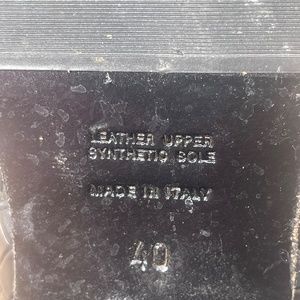 LEATHER UPPER
SYNTHETIC SOLE
MADE IN ITALY
40